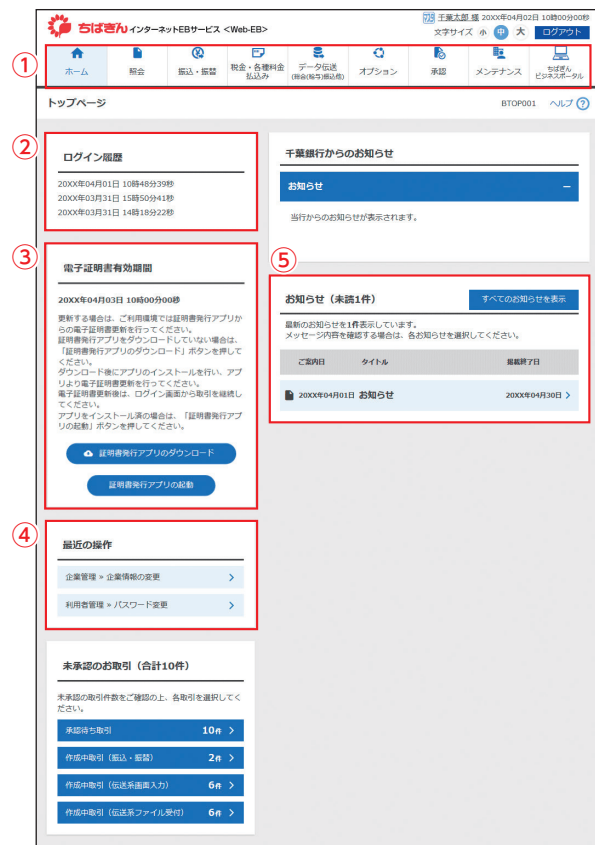 ちばぎん インターネットEBサービス <Web-EB>
千葉太郎 様 20XX年04月02日 10時00分00秒
文字サイズ 小 中 大 ログアウト
①
ホーム
照会
振込・振替
税金・各種料金
払込み
データ伝送
(総合(給与)振込他)
オプション
承認
メンテナンス
ちばぎん
ビジネスポータル
トップページ
BTOP001 ヘルプ ?
②
ログイン履歴
20XX年04月01日 10時48分39秒
20XX年03月31日 15時50分41秒
20XX年03月31日 14時18分22秒
千葉銀行からのお知らせ
お知らせ −
当行からのお知らせが表示されます。
③
電子証明書有効期間
20XX年04月03日 10時00分00秒
更新する場合は、ご利用環境では証明書発行アプリか
らの電子証明書更新を行ってください。
証明書発行アプリをダウンロードしていない場合は、
「証明書発行アプリのダウンロード」ボタンを押して
ください。
ダウンロード後にアプリのインストールを行い、アプ
リより電子証明書更新を行ってください。
電子証明書更新後は、ログイン画面から取引を継続し
てください。
アプリをインストール済の場合は、「証明書発行アプ
リの起動」ボタンを押してください。
証明書発行アプリのダウンロード
証明書発行アプリの起動
⑤
お知らせ（未読1件）
すべてのお知らせを表示
最新のお知らせを1件表示しています。
メッセージ内容を確認する場合は、各お知らせを選択してください。
ご案内日 タイトル 掲載終了日
20XX年04月01日 お知らせ 20XX年04月30日 >
④
最近の操作
企業管理 » 企業情報の変更 >
利用者管理 » パスワード変更 >
未承認のお取引（合計10件）
未承認の取引件数をご確認の上、各取引を選択してく
ださい。
承認待ち取引 10件 >
作成中取引（振込・振替） 2件 >
作成中取引（伝送系画面入力） 6件 >
作成中取引（伝送系ファイル受付） 6件 >